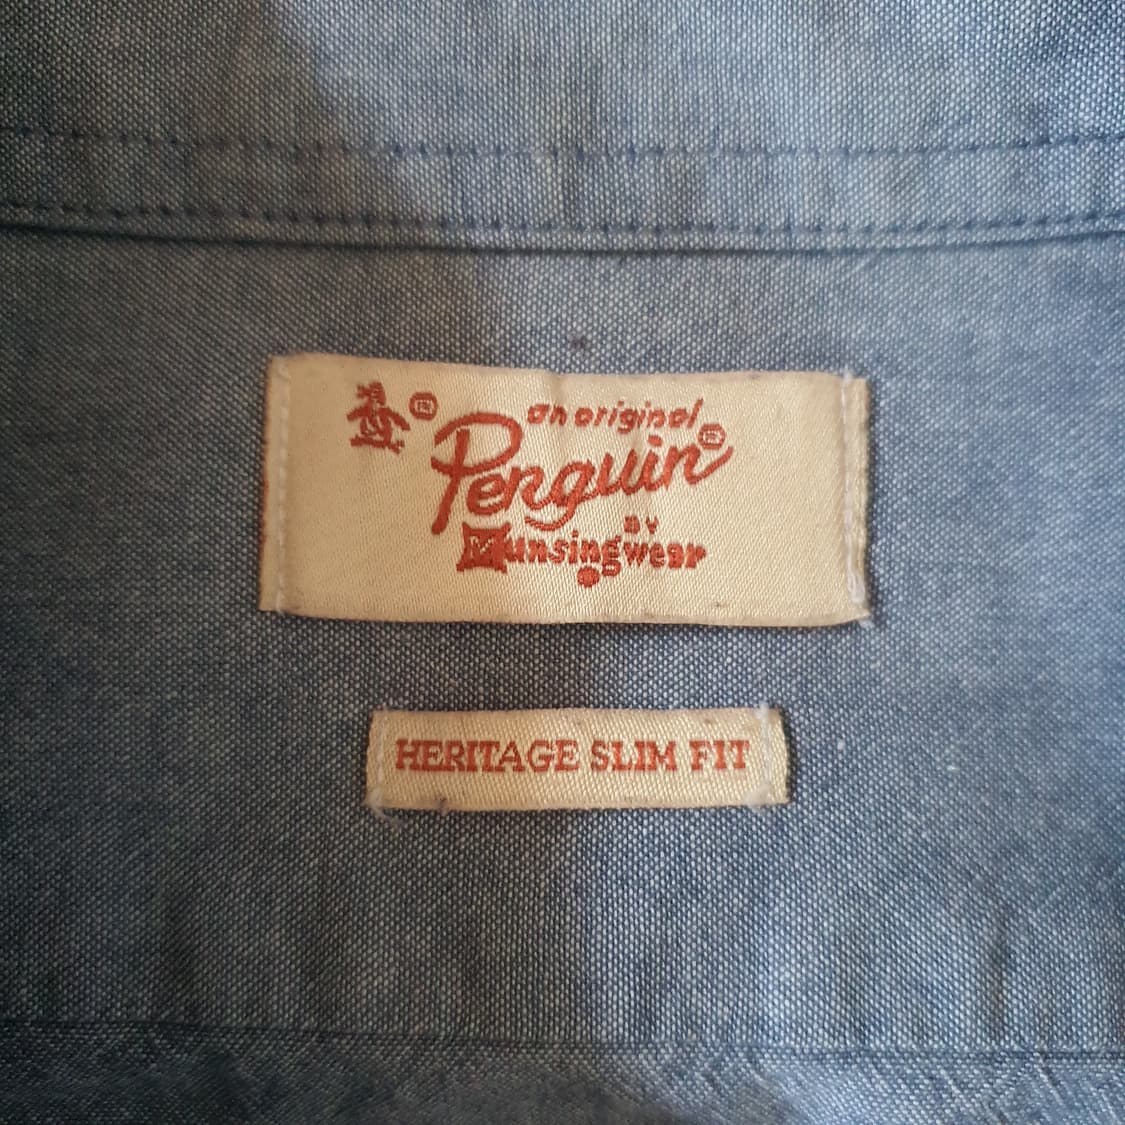 an original
Penguin®
BY
Munsingwear®
HERITAGE SLIM FIT